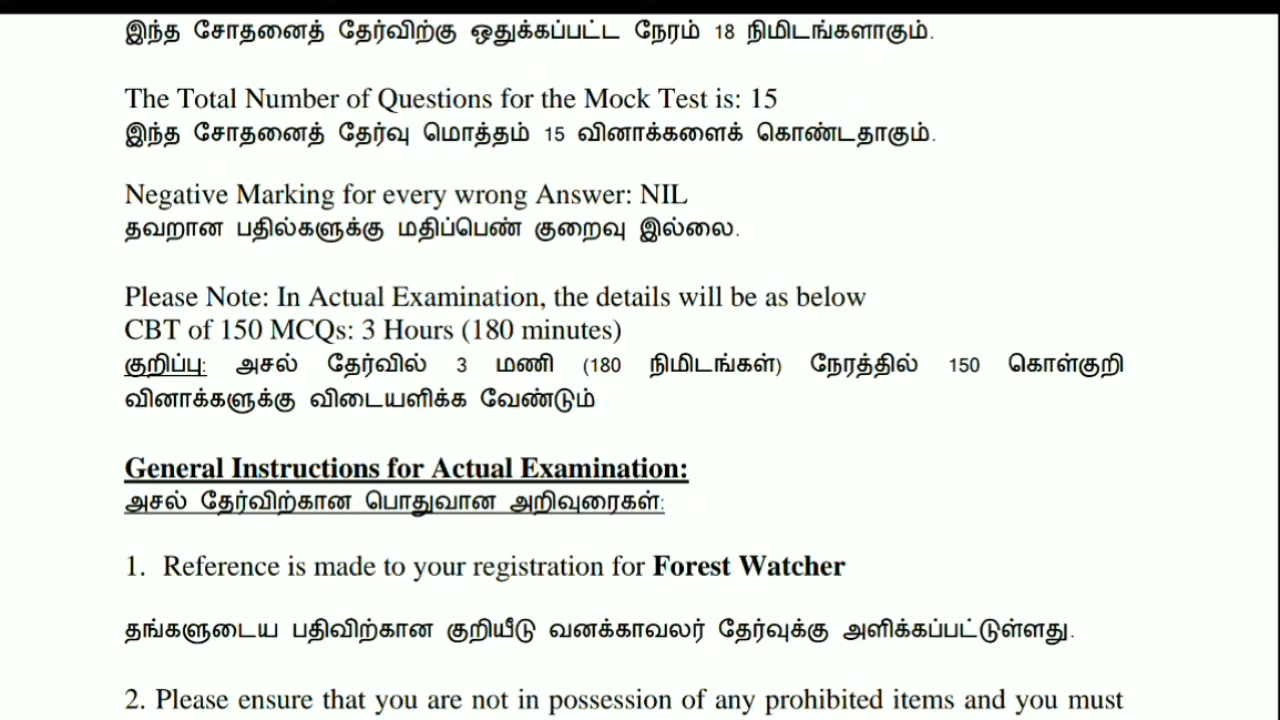 இந்த சோதனைத் தேர்விற்கு ஒதுக்கப்பட்ட நேரம் 18 நிமிடங்களாகும்.
The Total Number of Questions for the Mock Test is: 15
இந்த சோதனைத் தேர்வு மொத்தம் 15 வினாக்களைக் கொண்டதாகும்.
Negative Marking for every wrong Answer: NIL
தவறான பதில்களுக்கு மதிப்பெண் குறைவு இல்லை.
Please Note: In Actual Examination, the details will be as below
CBT of 150 MCQs: 3 Hours (180 minutes)
குறிப்பு: அசல் தேர்வில் 3 மணி (180 நிமிடங்கள்) நேரத்தில் 150 கொள்குறி
வினாக்களுக்கு விடையளிக்க வேண்டும்
General Instructions for Actual Examination:
அசல் தேர்விற்கான பொதுவான அறிவுரைகள்:
1. Reference is made to your registration for Forest Watcher
தங்களுடைய பதிவிற்கான குறியீடு வனக்காவலர் தேர்வுக்கு அளிக்கப்பட்டுள்ளது.
2. Please ensure that you are not in possession of any prohibited items and you must